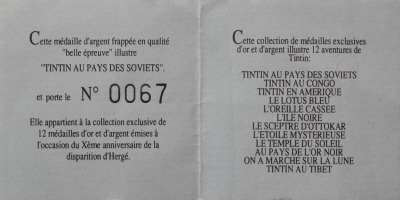 Cette médaille d'argent frappée en qualité
"belle épreuve" illustre
"TINTIN AU PAYS DES SOVIETS".
et porte le N° 0067
Elle appartient à la collection exclusive de
12 médailles d'or et d'argent émises à
l'occasion du Xème anniversaire de la
disparition d'Hergé.
Cette collection de médailles exclusives
d'or et d'argent illustre 12 aventures de
Tintin:
TINTIN AU PAYS DES SOVIETS
TINTIN AU CONGO
TINTIN EN AMERIQUE
LE LOTUS BLEU
L'OREILLE CASSEE
L'ILE NOIRE
LE SCEPTRE D'OTTOKAR
L'ETOILE MYSTERIEUSE
LE TEMPLE DU SOLEIL
AU PAYS DE L'OR NOIR
ON A MARCHE SUR LA LUNE
TINTIN AU TIBET